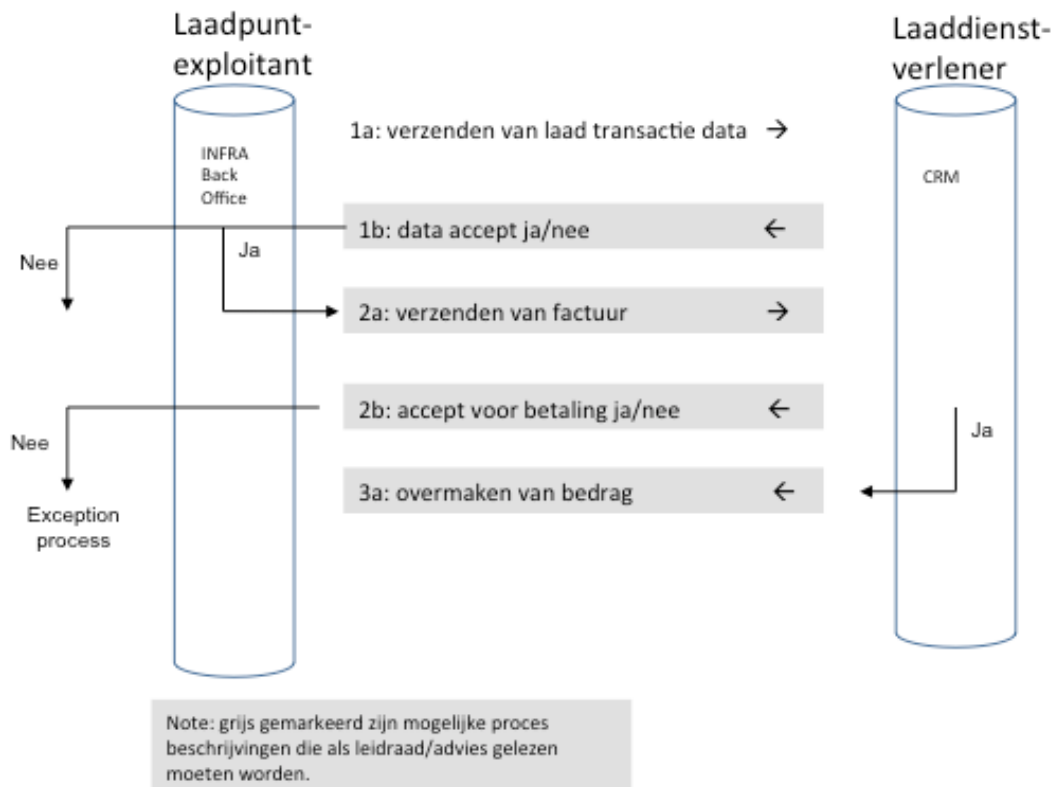 Laadpunt-
exploitant
Laaddienst-
verlener
1a: verzenden van laad transactie data →
INFRA
Back
Office
CRM
1b: data accept ja/nee ←
Nee
Ja
2a: verzenden van factuur →
2b: accept voor betaling ja/nee ←
Nee
Ja
3a: overmaken van bedrag ←
Exception
process
Note: grijs gemarkeerd zijn mogelijke proces
beschrijvingen die als leidraad/advies gelezen
moeten worden.